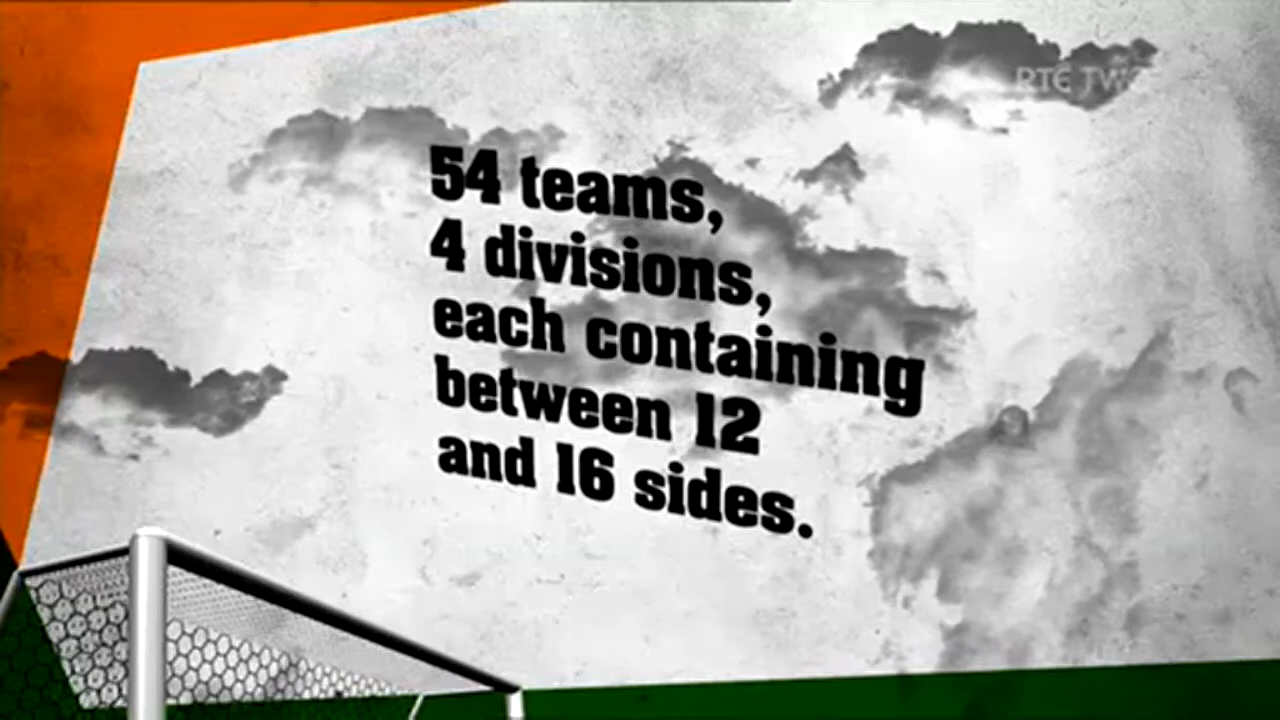 RTÉ TWO
54 teams,
4 divisions,
each containing
between 12
and 16 sides.